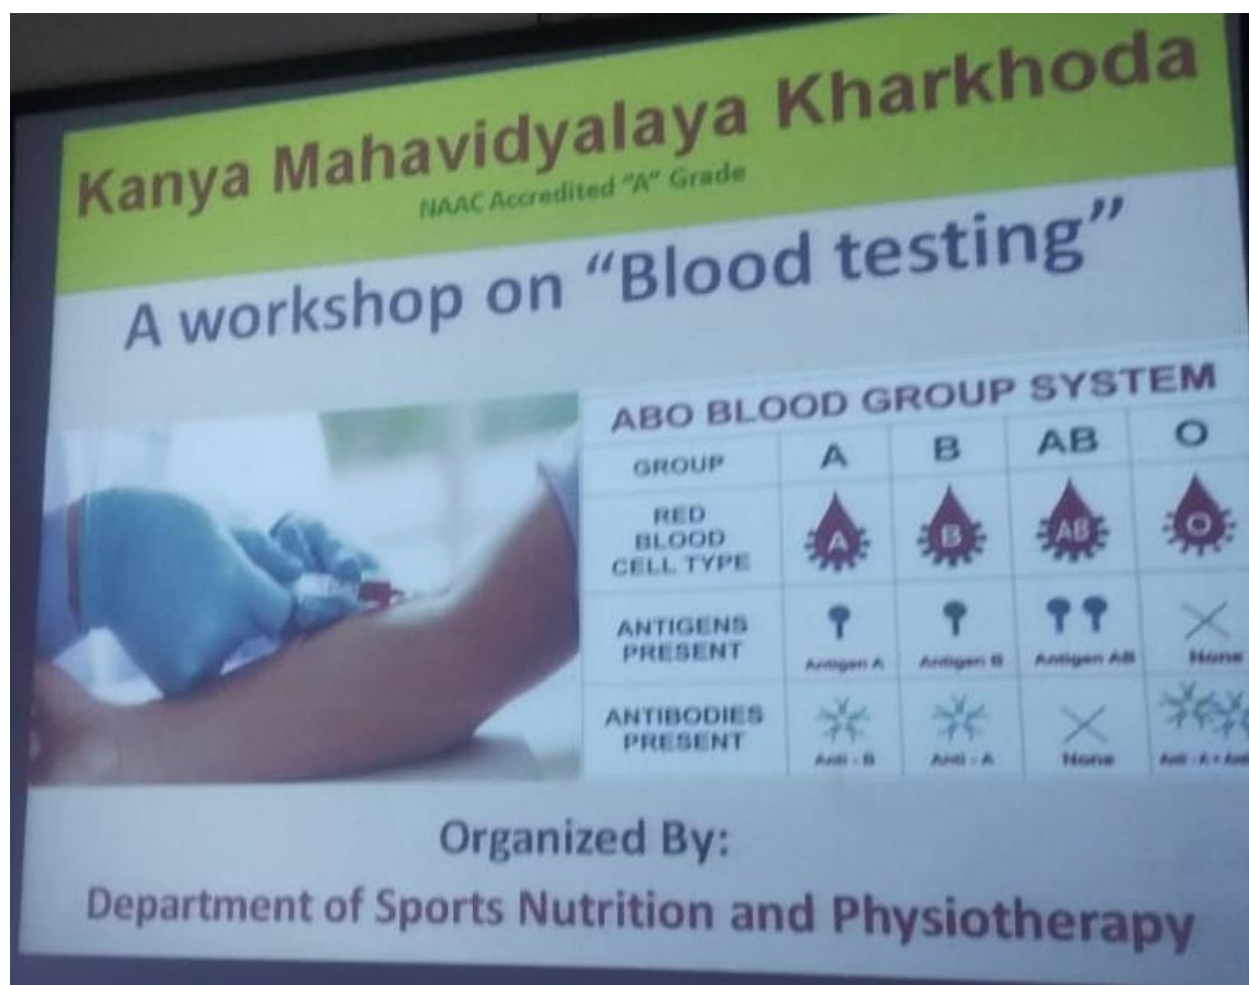 Kanya Mahavidyalaya Kharkhoda
NAAC Accredited "A" Grade
A workshop on "Blood testing"
ABO BLOOD GROUP SYSTEM
GROUP A B AB O
RED
BLOOD
CELL TYPE
A B AB O
ANTIGENS
PRESENT
Antigen A Antigen B Antigen AB None
ANTIBODIES
PRESENT
Anti - B Anti - A None Anti - A +
Organized By:
Department of Sports Nutrition and Physiotherapy